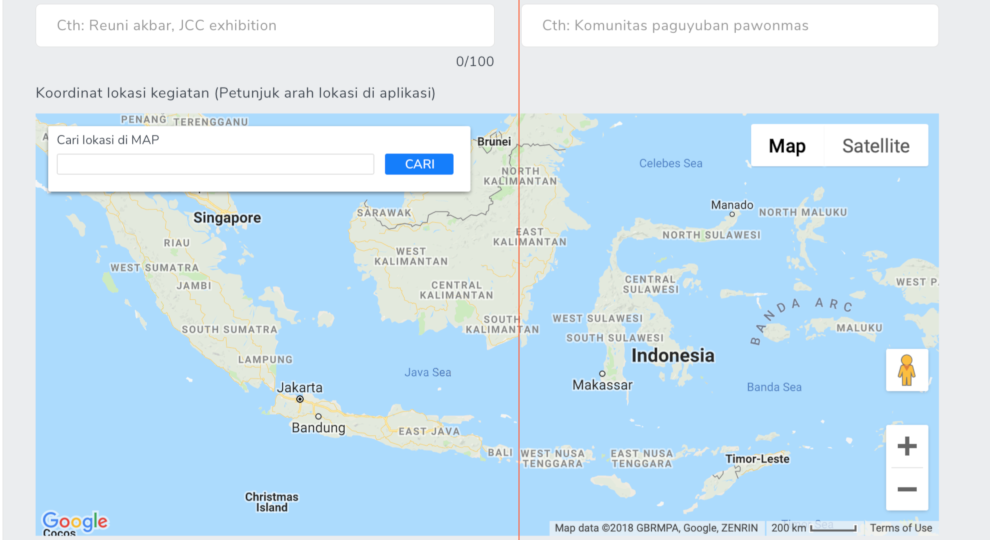 Cth: Reuni akbar, JCC exhibition
Cth: Komunitas paguyuban pawonmas
0/100
Koordinat lokasi kegiatan (Petunjuk arah lokasi di aplikasi)
PENANG
TERENGGANU
Cari lokasi di MAP
CARI
Brunei
Map
Satellite
Celebes Sea
NORTH
KALIMANTAN
Singapore
SARAWAK
Manado
NORTH MALUKU
RIAU
EAST
KALIMANTAN
NORTH SULAWESI
WEST
KALIMANTAN
WEST SUMATRA
JAMBI
CENTRAL
KALIMANTAN
CENTRAL
SULAWESI
WEST P
BANDA ARC
SOUTH SUMATRA
SOUTH
KALIMANTAN
WEST SULAWESI
SOUTH SULAWESI
MALUKU
LAMPUNG
Indonesia
Java Sea
Jakarta
Makassar
Banda Sea
Bandung
EAST JAVA
BALI
WEST NUSA
TENGGARA
EAST NUSA
TENGGARA
Timor-Leste
Christmas
Island
Google
Cocos
Map data ©2018 GBRMPA, Google, ZENRIN
200 km
Terms of Use